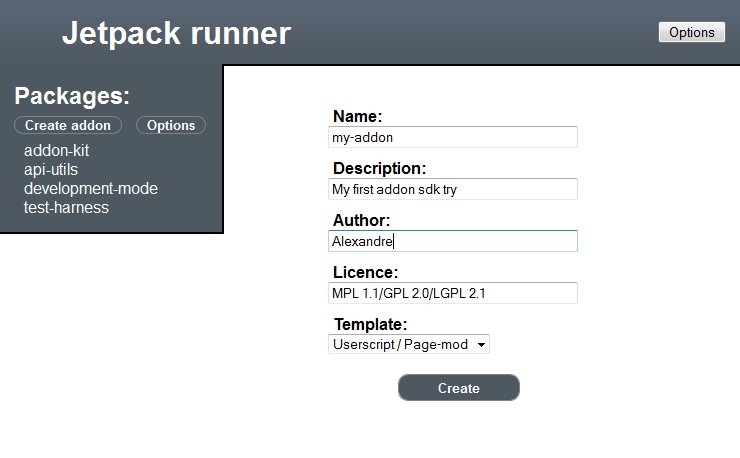 Jetpack runner
Options
Packages:
Create addon
Options
addon-kit
api-utils
development-mode
test-harness
Name:
my-addon
Description:
My first addon sdk try
Author:
Alexandre
Licence:
MPL 1.1/GPL 2.0/LGPL 2.1
Template:
Userscript / Page-mod
Create